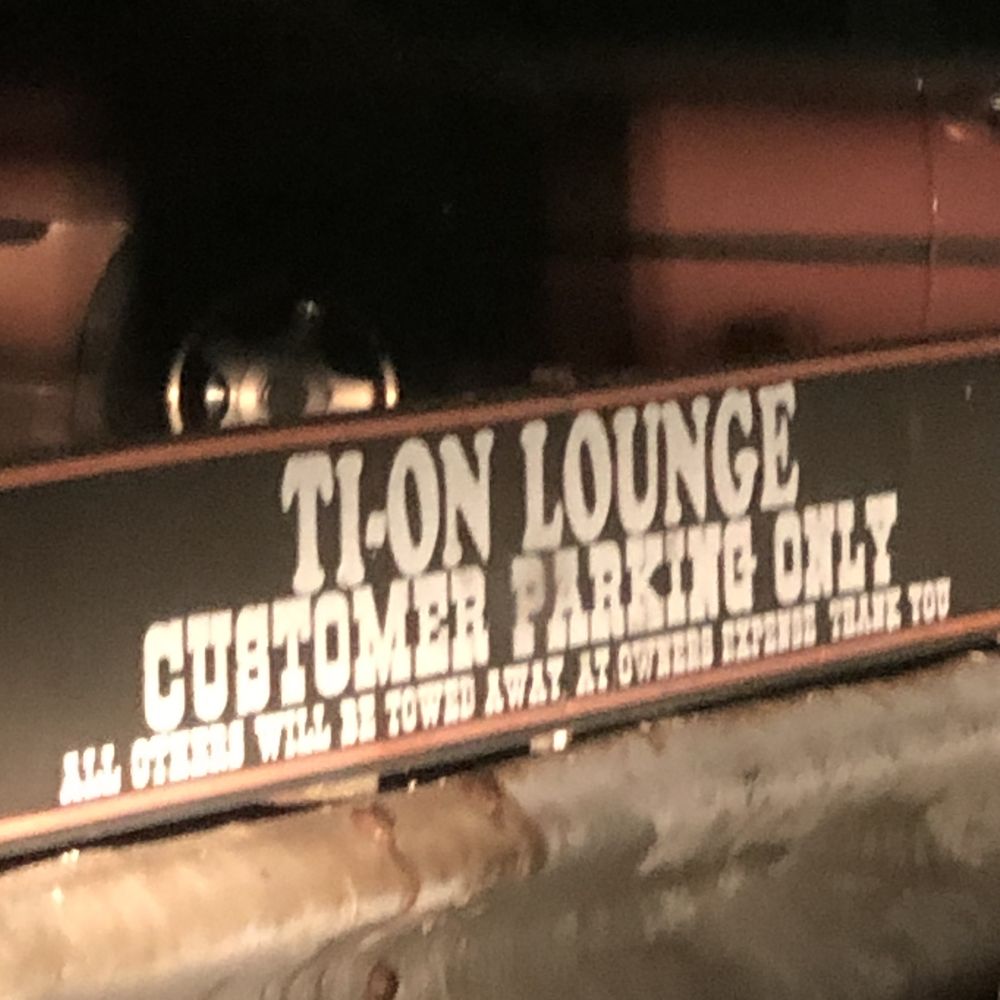 TI-ON LOUNGE
CUSTOMER PARKING ONLY
ALL OTHERS WILL BE TOWED AWAY AT OWNERS EXPENSE THANK YOU